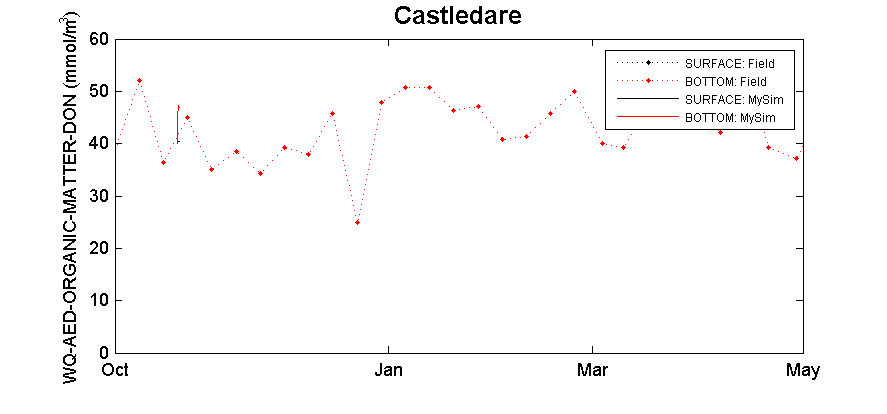 Castledare
WQ-AED-ORGANIC-MATTER-DON (mmol/m³)
60
50
40
30
20
10
0
Oct
Jan
Mar
May
SURFACE: Field
BOTTOM: Field
SURFACE: MySim
BOTTOM: MySim